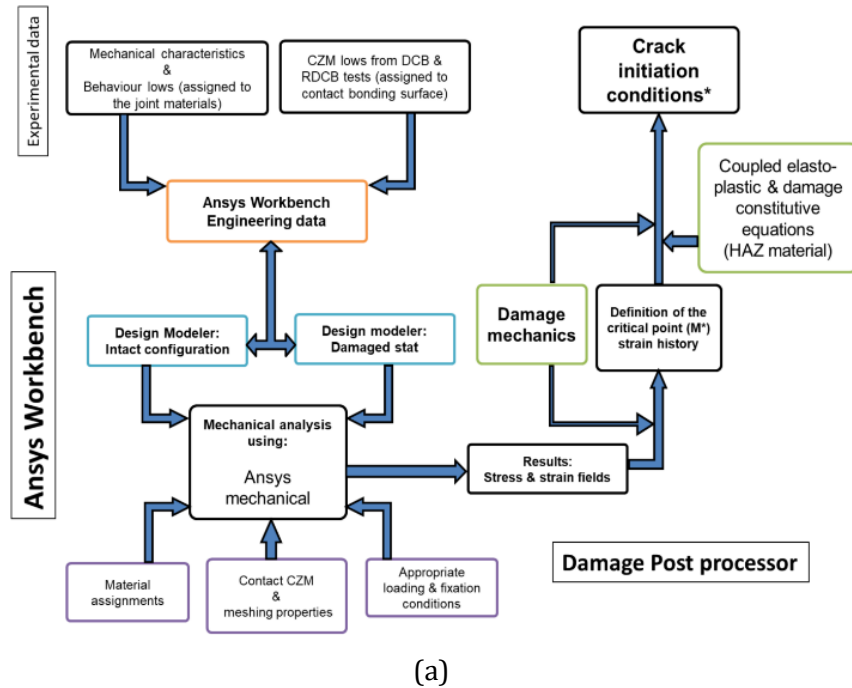 Experimental data
Mechanical characteristics
&
Behaviour lows (assigned to
the joint materials)
CZM lows from DCB &
RDCB tests (assigned to
contact bonding surface)
Crack
initiation
conditions*
Ansys Workbench
Engineering data
Coupled elasto-
plastic & damage
constitutive
equations
(HAZ material)
Ansys Workbench
Design Modeler:
Intact configuration
Design modeler:
Damaged stat
Damage
mechanics
Definition of the
critical point (M*)
strain history
Mechanical analysis
using:
Ansys
mechanical
Results:
Stress & strain fields
Material
assignments
Contact CZM
&
meshing properties
Appropriate
loading & fixation
conditions
Damage Post processor
(a)